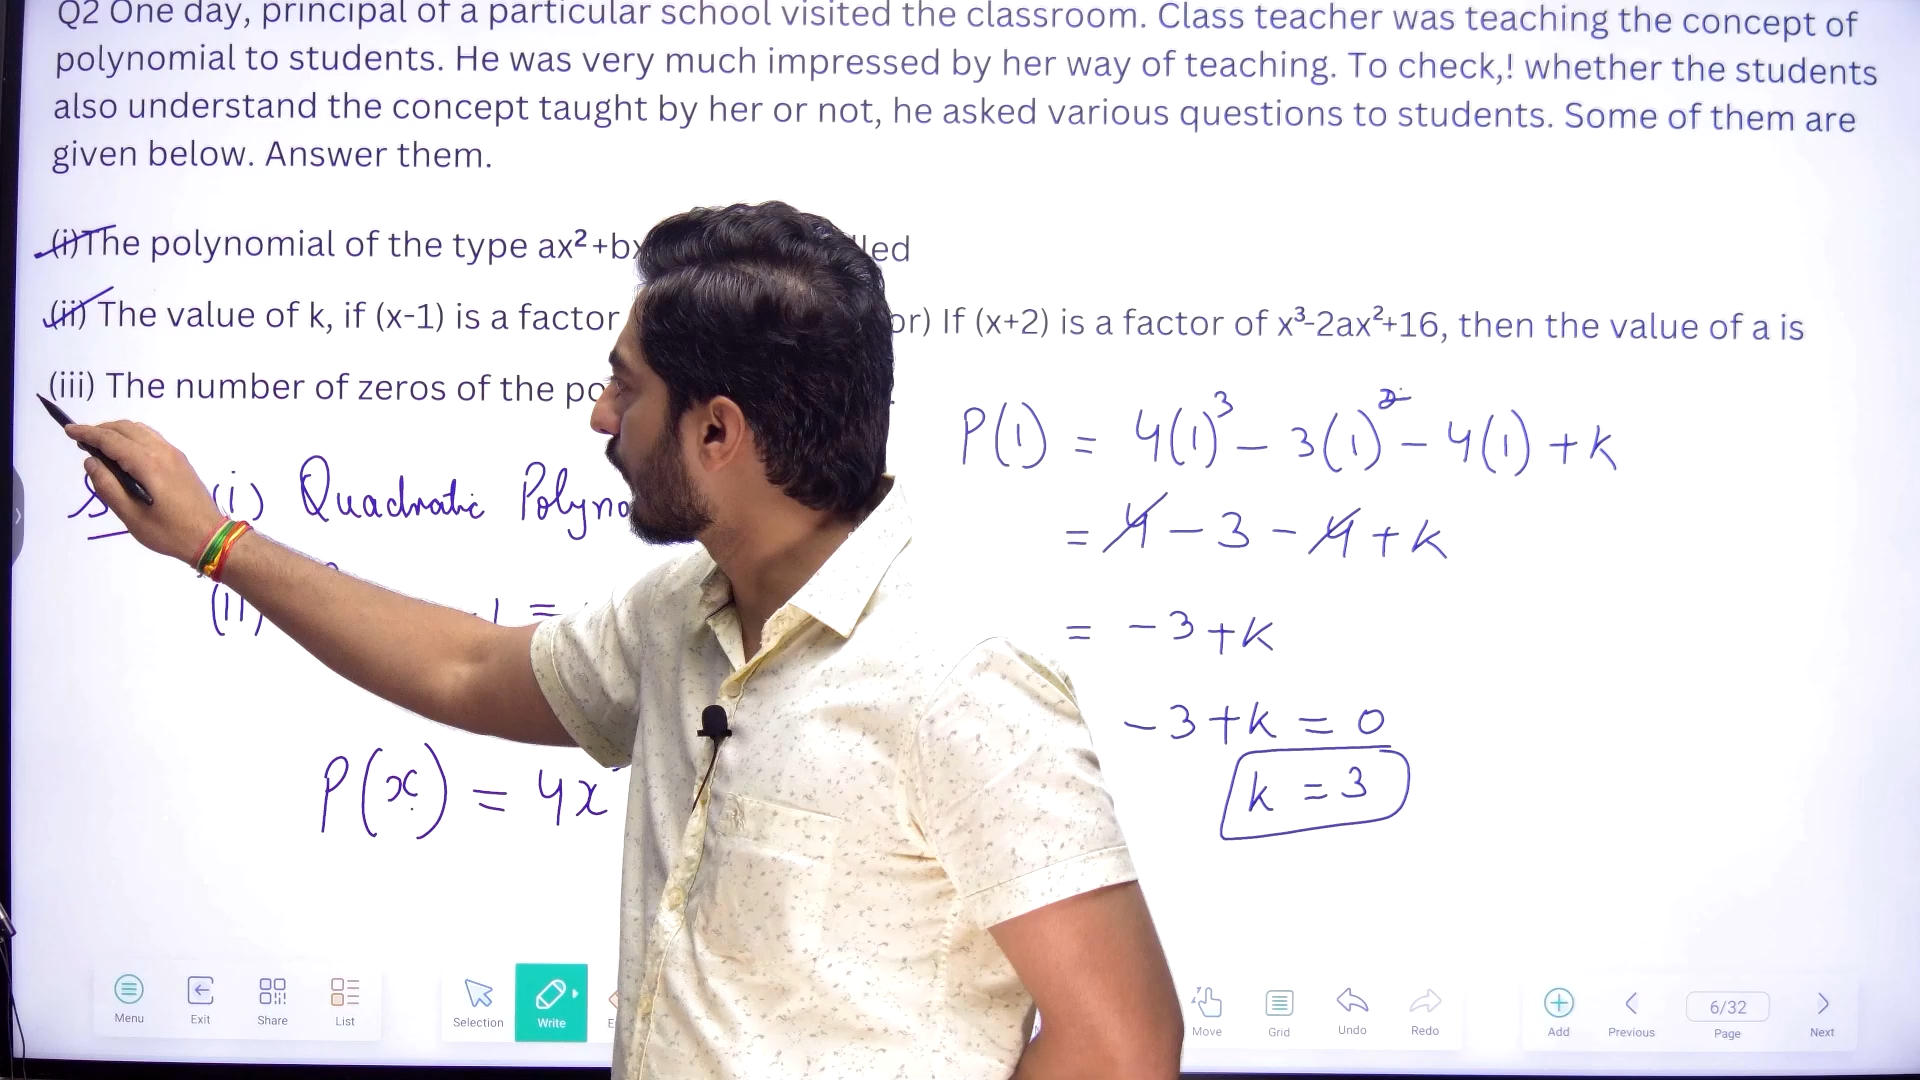 Q2 One day, principal of a particular school visited the classroom. Class teacher was teaching the concept of
polynomial to students. He was very much impressed by her way of teaching. To check,! whether the students
also understand the concept taught by her or not, he asked various questions to students. Some of them are
given below. Answer them.
(i)The polynomial of the type ax²+b led
(ii) The value of k, if (x-1) is a factor or) If (x+2) is a factor of x³-2ax²+16, then the value of a is
(iii) The number of zeros of the po
P(1) = 4(1)³ - 3(1)² - 4(1) + k
(i) Quadratic Polyno
= 4 - 3 - 4 + k
(ii) 1 =
= -3+k
-3+k = 0
P(x) = 4x
k = 3
Menu Exit Share List Selection Write Move Grid Undo Redo Add Previous 6/32 Page Next